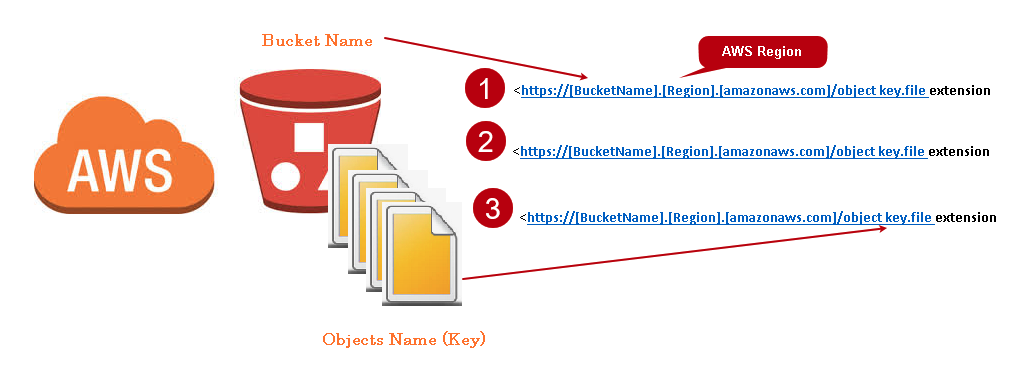 Bucket Name
AWS Region
1 <https://[BucketName].[Region].[amazonaws.com]/object key.file extension
AWS
2 <https://[BucketName].[Region].[amazonaws.com]/object key.file extension
3 <https://[BucketName].[Region].[amazonaws.com]/object key.file extension
Objects Name (Key)